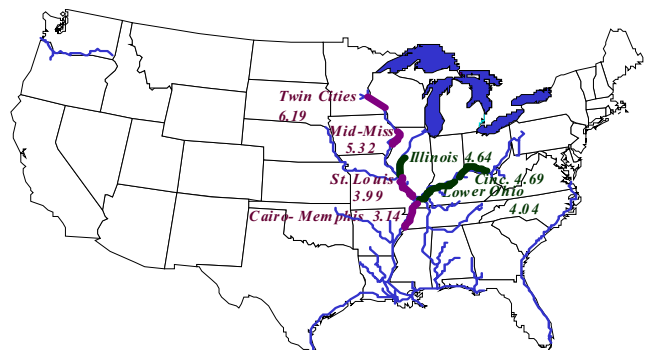 Twin Cities
6.19
Mid-Miss
5.32
Illinois 4.64
St. Louis
3.99
Cinc. 4.69
Lower Ohio
4.04
Cairo- Memphis 3.14